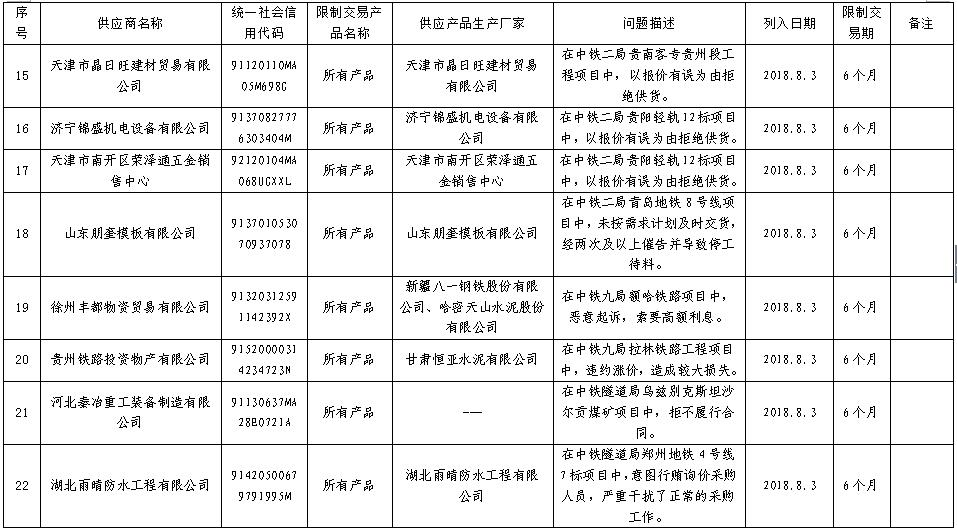 序号
供应商名称
统一社会信用代码
限制交易产品名称
供应产品生产厂家
问题描述
列入日期
限制交易期
备注
15
天津市晶日旺建材贸易有限公司
91120110MA
05M698G
所有产品
天津市晶日旺建材贸易有限公司
在中铁二局贵南客专贵州段工
程项目中，以报价有误为由拒
绝供货。
2018.8.3
6个月
16
济宁锦盛机电设备有限公司
9137082777
6303404M
所有产品
济宁锦盛机电设备有限公司
在中铁二局贵阳轻轨12标项目
中，以报价有误为由拒绝供货。
2018.8.3
6个月
17
天津市南开区荣泽通五金销
售中心
92120104MA
068UGXXL
所有产品
天津市南开区荣泽通五
金销售中心
在中铁二局贵阳轻轨12标项目
中，以报价有误为由拒绝供货。
2018.8.3
6个月
18
山东朋銮模板有限公司
9137010530
70937078
所有产品
山东朋銮模板有限公司
在中铁二局青岛地铁8号线项
目中，未按需求计划及时交货，
经两次及以上催告并导致停工
待料。
2018.8.3
6个月
19
徐州丰都物资贸易有限公司
9132031259
1142392X
所有产品
新疆八一钢铁股份有限
公司、哈密天山水泥股份
有限公司
在中铁九局额哈铁路项目中，
恶意起诉，索要高额利息。
2018.8.3
6个月
20
贵州铁路投资物产有限公司
9152000031
4234723N
所有产品
甘肃恒亚水泥有限公司
在中铁九局拉林铁路工程项目
中，违约涨价，造成较大损失。
2018.8.3
6个月
21
河北娄冶重工装备制造有限
公司
91130637MA
28B0721A
所有产品
——
在中铁隧道局乌兹别克斯坦沙
尔贡煤矿项目中，拒不履行合
同。
2018.8.3
6个月
22
湖北雨晴防水工程有限公司
9142050067
9791995M
所有产品
湖北雨晴防水工程有限
公司
在中铁隧道局郑州地铁4号线
7标项目中，意图行贿询价采购
人员，严重干扰了正常的采购
工作。
2018.8.3
6个月